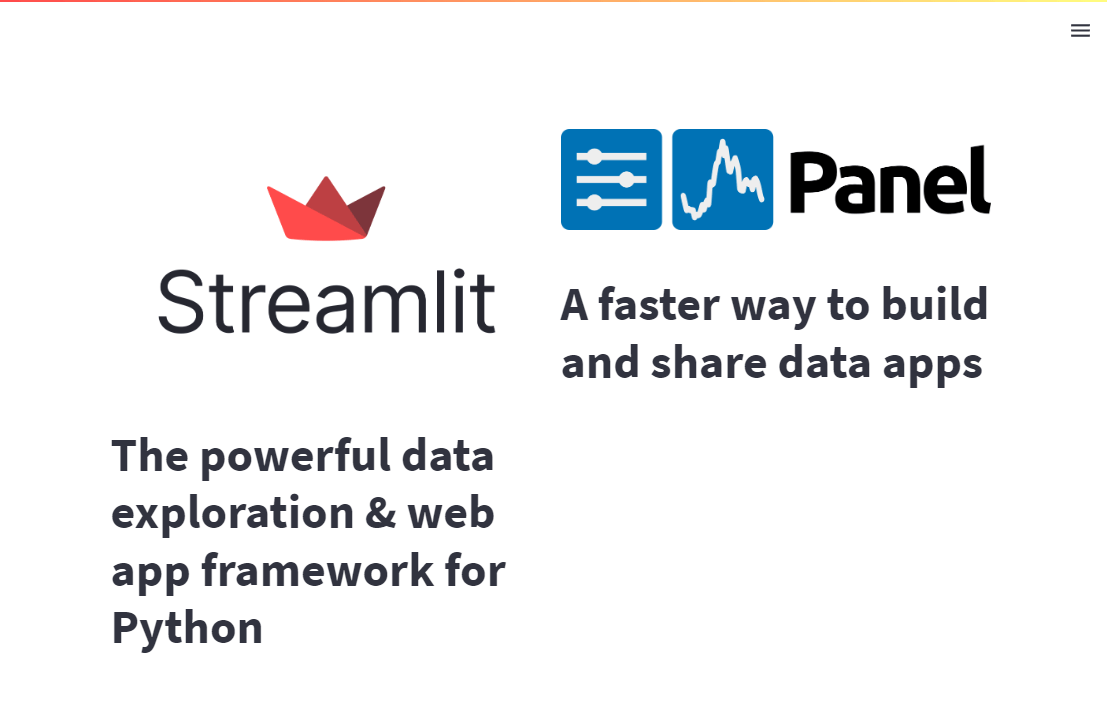 Streamlit
The powerful data
exploration & web
app framework for
Python
Panel
A faster way to build
and share data apps